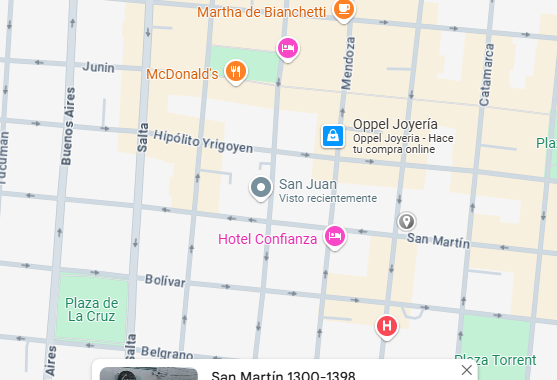 Martha de Bianchetti
Mendoza
Catamarca
Junin
McDonald's
Buenos Aires
Salta
Oppel Joyería
Oppel Joyería - Hace
tu compra online
Hipólito Yrigoyen
Tucumán
San Juan
Visto recientemente
Hotel Confianza
San Martín
Bolívar
Plaza de
La Cruz
H
Plaza Torrent
Belgrano
Aires
Salta
San Martín 1300-1398